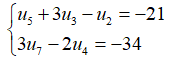 u₅ + 3u₃ − u₂ = −21
3u₇ − 2u₄ = −34